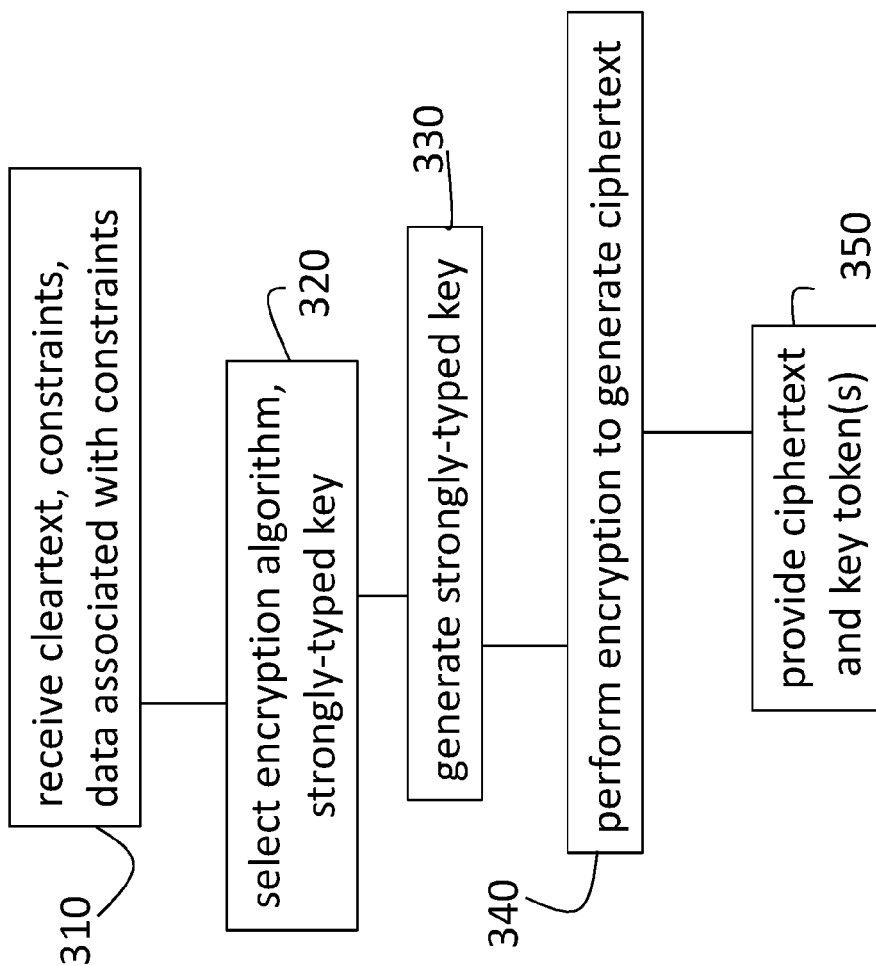 310
receive cleartext, constraints,
data associated with constraints
320
select encryption algorithm,
strongly-typed key
330
generate strongly-typed key
340
perform encryption to generate ciphertext
350
provide ciphertext
and key token(s)